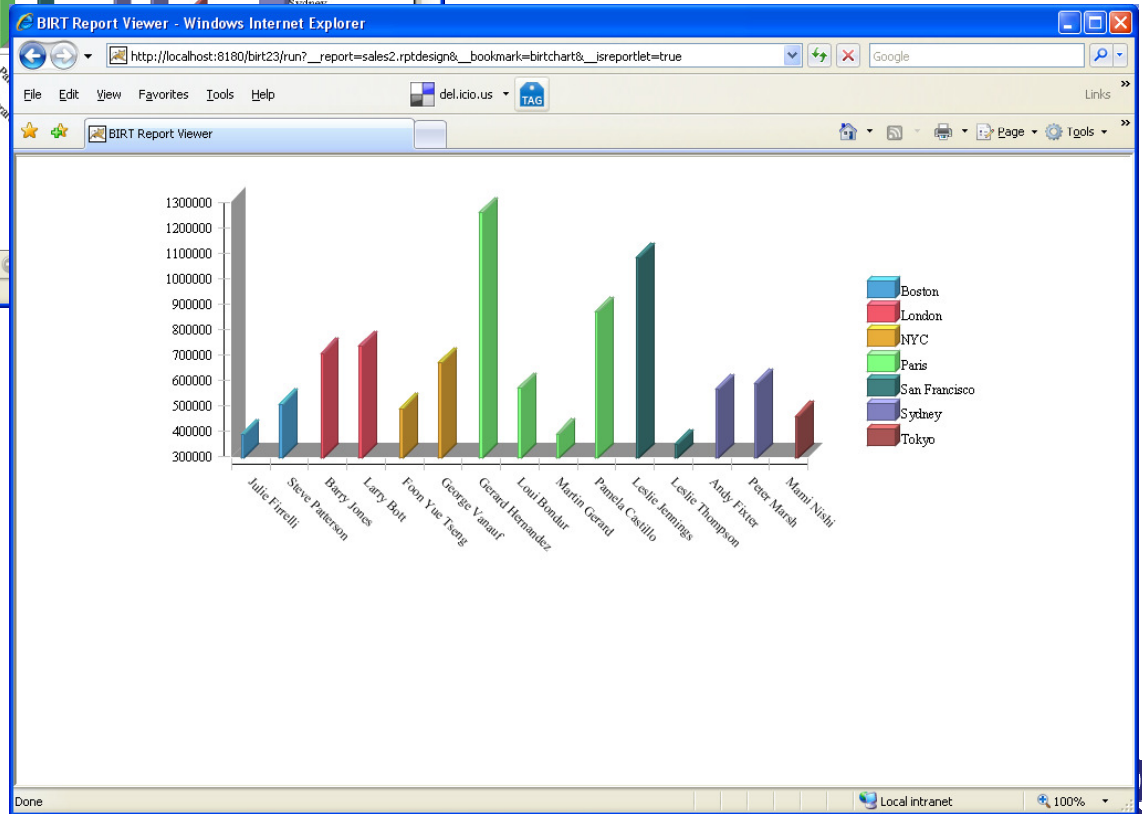 Sydney
BIRT Report Viewer - Windows Internet Explorer
http://localhost:8180/birt23/run?__report=sales2.rptdesign&__bookmark=birtchart&__isreportlet=true
Google
File Edit View Favorites Tools Help
del.icio.us
TAG
Links
BIRT Report Viewer
Page
Tools
1300000
1200000
1100000
1000000
900000
800000
700000
600000
500000
400000
300000
Julie Firrelli
Steve Patterson
Barry Jones
Larry Bott
Foon Yue Tseng
George Vanauf
Gerard Hernandez
Loui Bondur
Martin Gerard
Pamela Castillo
Leslie Jennings
Leslie Thompson
Andy Fixter
Peter Marsh
Mami Nishi
Boston
London
NYC
Paris
San Francisco
Sydney
Tokyo
Done
Local intranet
100%